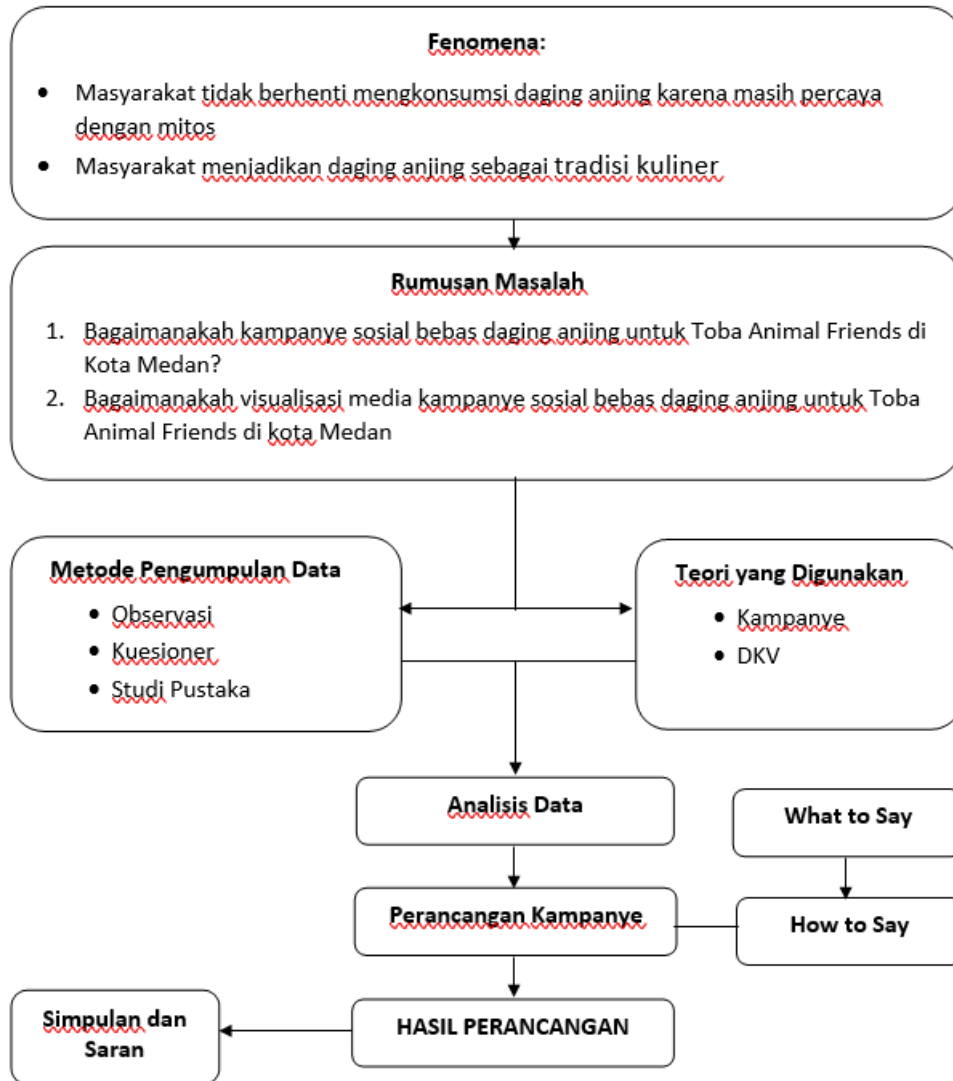 Fenomena:
• Masyarakat tidak berhenti mengkonsumsi daging anjing karena masih percaya
dengan mitos
• Masyarakat menjadikan daging anjing sebagai tradisi kuliner
Rumusan Masalah
1. Bagaimanakah kampanye sosial bebas daging anjing untuk Toba Animal Friends di
Kota Medan?
2. Bagaimanakah visualisasi media kampanye sosial bebas daging anjing untuk Toba
Animal Friends di kota Medan
Metode Pengumpulan Data
• Observasi
• Kuesioner
• Studi Pustaka
Teori yang Digunakan
• Kampanye
• DKV
Analisis Data
What to Say
Perancangan Kampanye
How to Say
Simpulan dan
Saran
HASIL PERANCANGAN